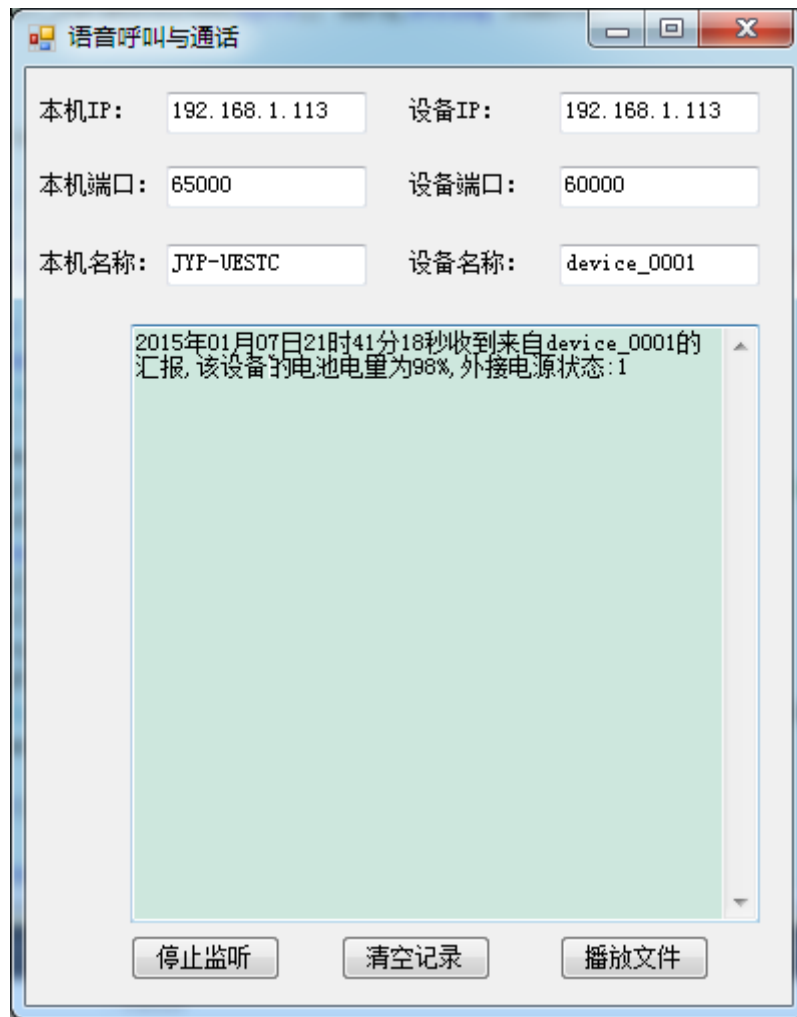 语音呼叫与通话
本机IP: 192.168.1.113 设备IP: 192.168.1.113
本机端口: 65000 设备端口: 60000
本机名称: JYP-UESTC 设备名称: device_0001
2015年01月07日21时41分18秒收到来自device_0001的
汇报,该设备的电池电量为98%,外接电源状态:1
停止监听 清空记录 播放文件